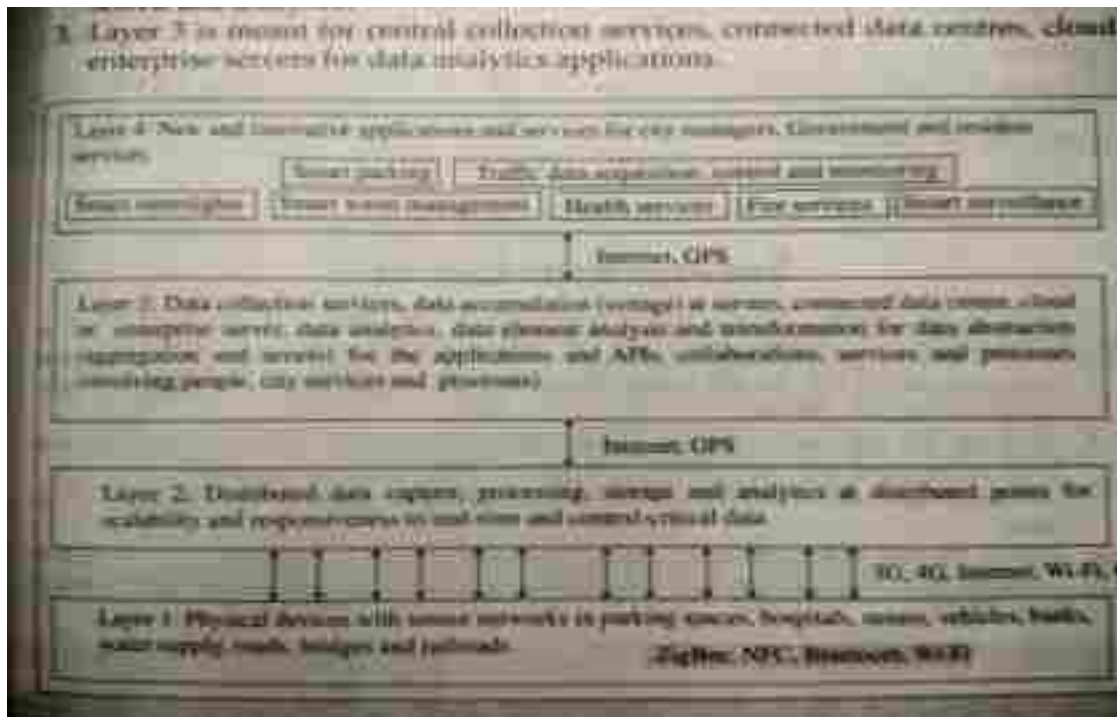 3. Layer 3 is meant for central collection services, connected data centres, cloud
enterprise servers for data analytics applications.
Layer 4: New and innovative applications and services for city managers, Government and resident
services
Smart parking Traffic data acquisition, control and monitoring
Smart streetlights Smart waste management Health services Fire services Smart surveillance
Internet, GPS
Layer 3: Data collection services, data accumulation (storage) at servers, connected data centre, cloud
or enterprise server, data analytics, data element analysis and transformation for data abstraction
(aggregation and access) for the applications and APIs, collaborations, services and processes
involving people, city services and processes)
Internet, GPS
Layer 2: Distributed data capture, processing, storage and analytics at distributed points for
scalability and responsiveness to real-time and control-critical data
3G, 4G, Internet, Wi-Fi,
Layer 1: Physical devices with sensor networks in parking spaces, hospitals, streets, vehicles, banks,
water supply, roads, bridges and railroads
ZigBee, NFC, Bluetooth, Wi-Fi